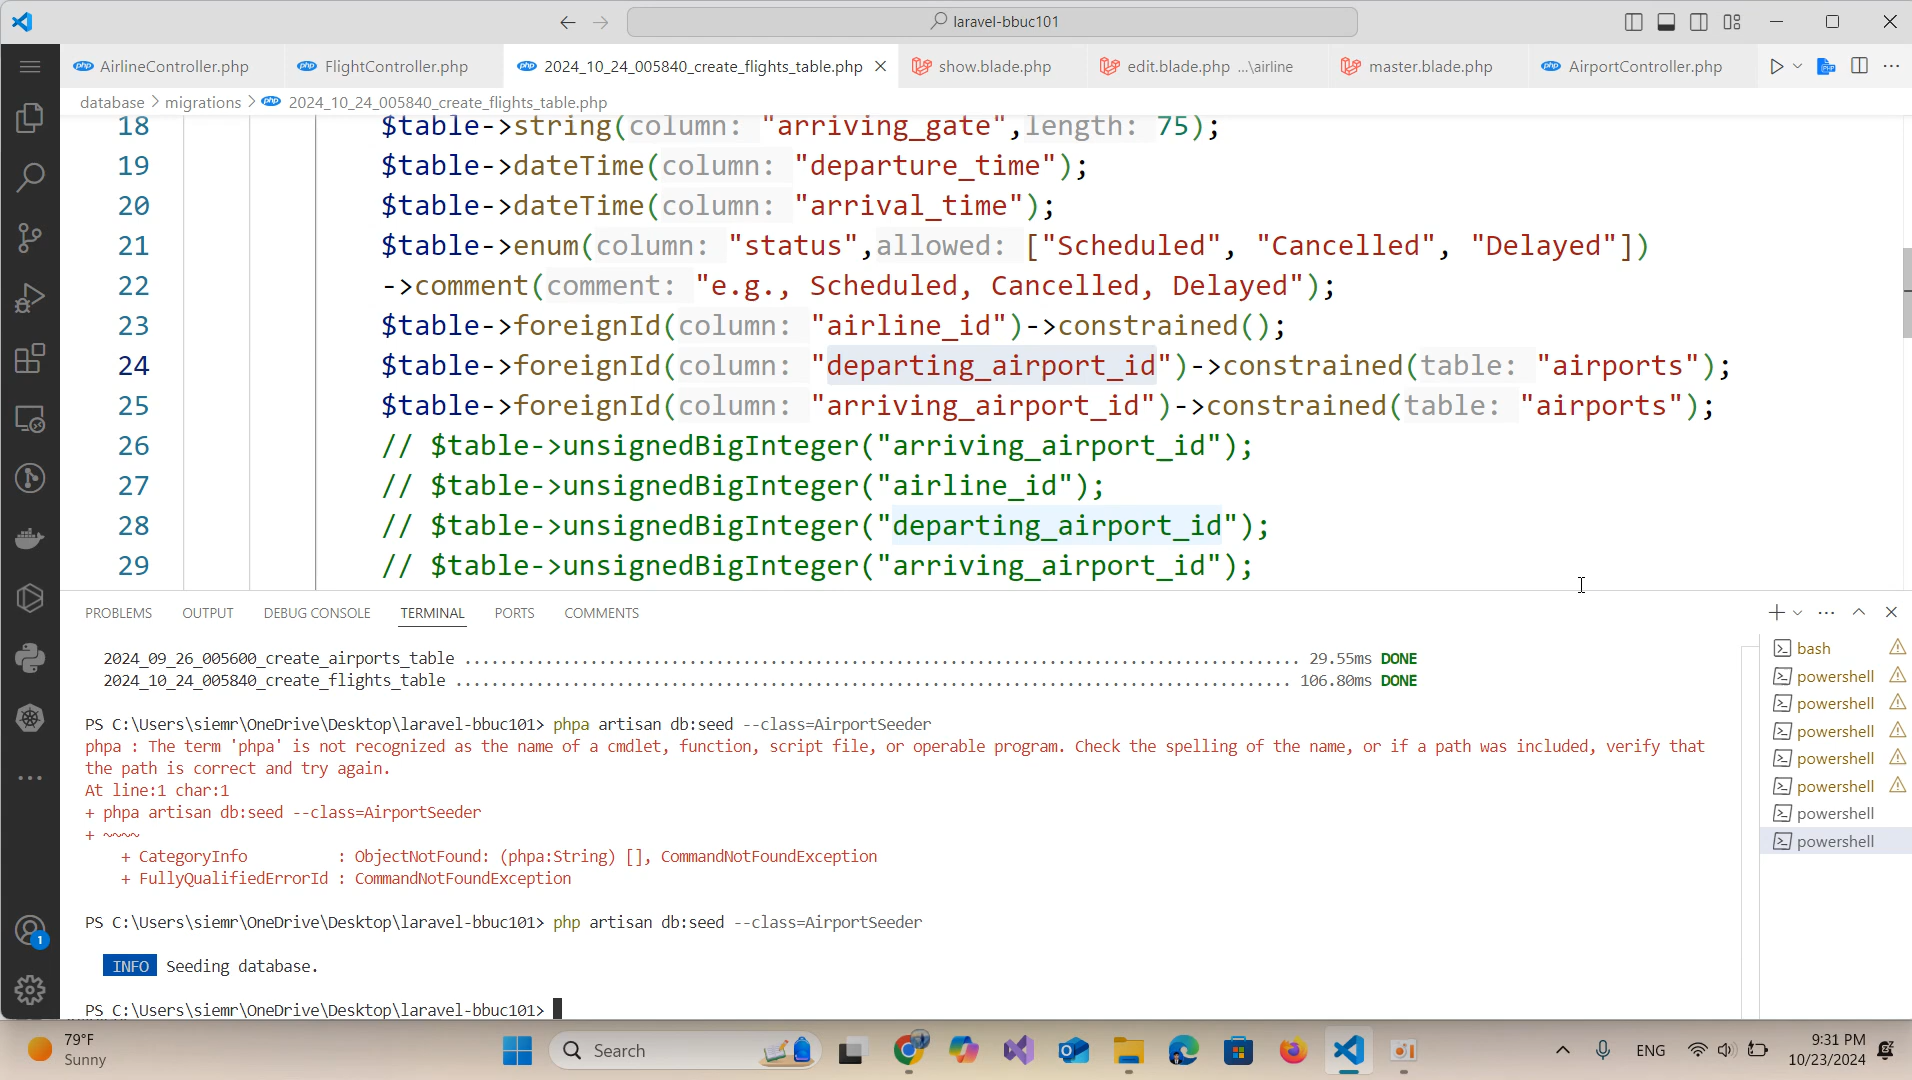 laravel-bbuc101
AirlineController.php
FlightController.php
2024_10_24_005840_create_flights_table.php
show.blade.php
edit.blade.php ...\airline
master.blade.php
AirportController.php
database > migrations > 2024_10_24_005840_create_flights_table.php
18 $table->string(column: "arriving_gate",length: 75);
19 $table->dateTime(column: "departure_time");
20 $table->dateTime(column: "arrival_time");
21 $table->enum(column: "status",allowed: ["Scheduled", "Cancelled", "Delayed"])
22 ->comment(comment: "e.g., Scheduled, Cancelled, Delayed");
23 $table->foreignId(column: "airline_id")->constrained();
24 $table->foreignId(column: "departing_airport_id")->constrained(table: "airports");
25 $table->foreignId(column: "arriving_airport_id")->constrained(table: "airports");
26 // $table->unsignedBigInteger("arriving_airport_id");
27 // $table->unsignedBigInteger("airline_id");
28 // $table->unsignedBigInteger("departing_airport_id");
29 // $table->unsignedBigInteger("arriving_airport_id");
PROBLEMS OUTPUT DEBUG CONSOLE TERMINAL PORTS COMMENTS
2024_09_26_005600_create_airports_table ............................................................................................. 29.55ms DONE
2024_10_24_005840_create_flights_table ............................................................................................. 106.80ms DONE
PS C:\Users\siemr\OneDrive\Desktop\laravel-bbuc101> phpa artisan db:seed --class=AirportSeeder
phpa : The term 'phpa' is not recognized as the name of a cmdlet, function, script file, or operable program. Check the spelling of the name, or if a path was included, verify that
the path is correct and try again.
At line:1 char:1
+ phpa artisan db:seed --class=AirportSeeder
+ ~~~~
+ CategoryInfo : ObjectNotFound: (phpa:String) [], CommandNotFoundException
+ FullyQualifiedErrorId : CommandNotFoundException
PS C:\Users\siemr\OneDrive\Desktop\laravel-bbuc101> php artisan db:seed --class=AirportSeeder
INFO Seeding database.
PS C:\Users\siemr\OneDrive\Desktop\laravel-bbuc101>
bash
powershell
powershell
powershell
powershell
powershell
powershell
powershell
1
79°F
Sunny
Search
ENG
9:31 PM
10/23/2024